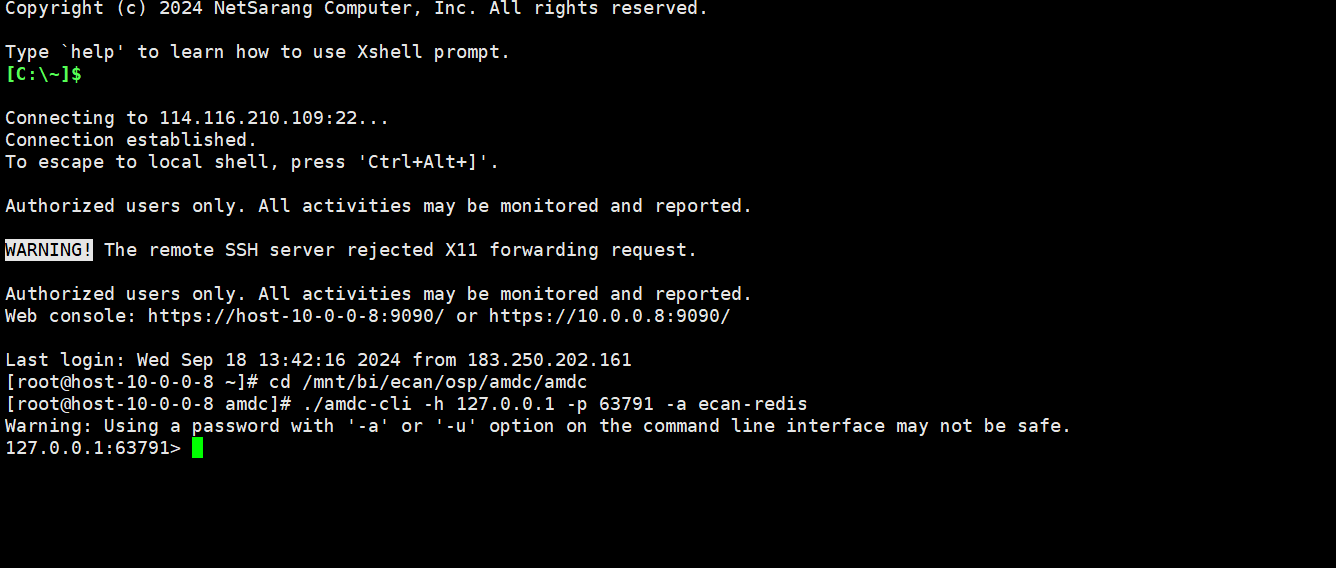 Copyright (c) 2024 NetSarang Computer, Inc. All rights reserved.
Type `help' to learn how to use Xshell prompt.
[C:\~]$
Connecting to 114.116.210.109:22...
Connection established.
To escape to local shell, press 'Ctrl+Alt+]'.
Authorized users only. All activities may be monitored and reported.
WARNING! The remote SSH server rejected X11 forwarding request.
Authorized users only. All activities may be monitored and reported.
Web console: https://host-10-0-0-8:9090/ or https://10.0.0.8:9090/
Last login: Wed Sep 18 13:42:16 2024 from 183.250.202.161
[root@host-10-0-0-8 ~]# cd /mnt/bi/ecan/osp/amdc/amdc
[root@host-10-0-0-8 amdc]# ./amdc-cli -h 127.0.0.1 -p 63791 -a ecan-redis
Warning: Using a password with '-a' or '-u' option on the command line interface may not be safe.
127.0.0.1:63791>